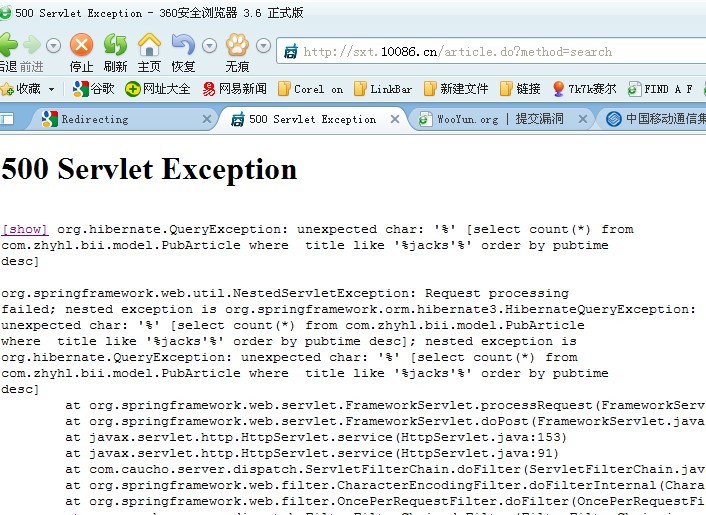 500 Servlet Exception - 360安全浏览器 3.6 正式版
后退 前进 停止 刷新 主页 恢复 无痕
http://sxt.10086.cn/article.do?method=search
收藏 谷歌 网址大全 网易新闻 Corel on LinkBar 新建文件 链接 7k7k赛尔 FIND A F
Redirecting 500 Servlet Exception WooYun.org | 提交漏洞 中国移动通信集
500 Servlet Exception
[show] org.hibernate.QueryException: unexpected char: '%' [select count(*) from
com.zhyhl.bii.model.PubArticle where  title like '%jacks'%' order by pubtime
desc]
org.springframework.web.util.NestedServletException: Request processing
failed; nested exception is org.springframework.orm.hibernate3.HibernateQueryException:
unexpected char: '%' [select count(*) from com.zhyhl.bii.model.PubArticle
where  title like '%jacks'%' order by pubtime desc]; nested exception is
org.hibernate.QueryException: unexpected char: '%' [select count(*) from
com.zhyhl.bii.model.PubArticle where  title like '%jacks'%' order by pubtime
desc]
at org.springframework.web.servlet.FrameworkServlet.processRequest(FrameworkServ
at org.springframework.web.servlet.FrameworkServlet.doPost(FrameworkServlet.java
at javax.servlet.http.HttpServlet.service(HttpServlet.java:153)
at javax.servlet.http.HttpServlet.service(HttpServlet.java:91)
at com.caucho.server.dispatch.ServletFilterChain.doFilter(ServletFilterChain.jav
at org.springframework.web.filter.CharacterEncodingFilter.doFilterInternal(Chara
at org.springframework.web.filter.OncePerRequestFilter.doFilter(OncePerRequestFi